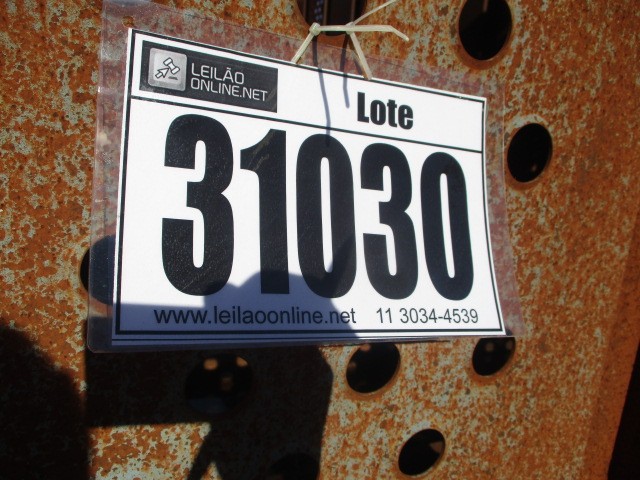 LEILÃO
ONLINE.NET
Lote
31030
www.leilaoonline.net 11 3034-4539